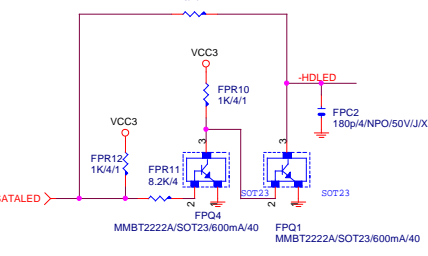 VCC3
-HDLED
FPR10
1K/4/1
FPC2
180p/4/NPO/50V/J/X
VCC3
3
3
FPR12
1K/4/1
FPR11
8.2K/4
SOT23
SOT23
ATALED
2
1
2
1
FPQ4
MMBT2222A/SOT23/600mA/40
FPQ1
MMBT2222A/SOT23/600mA/40